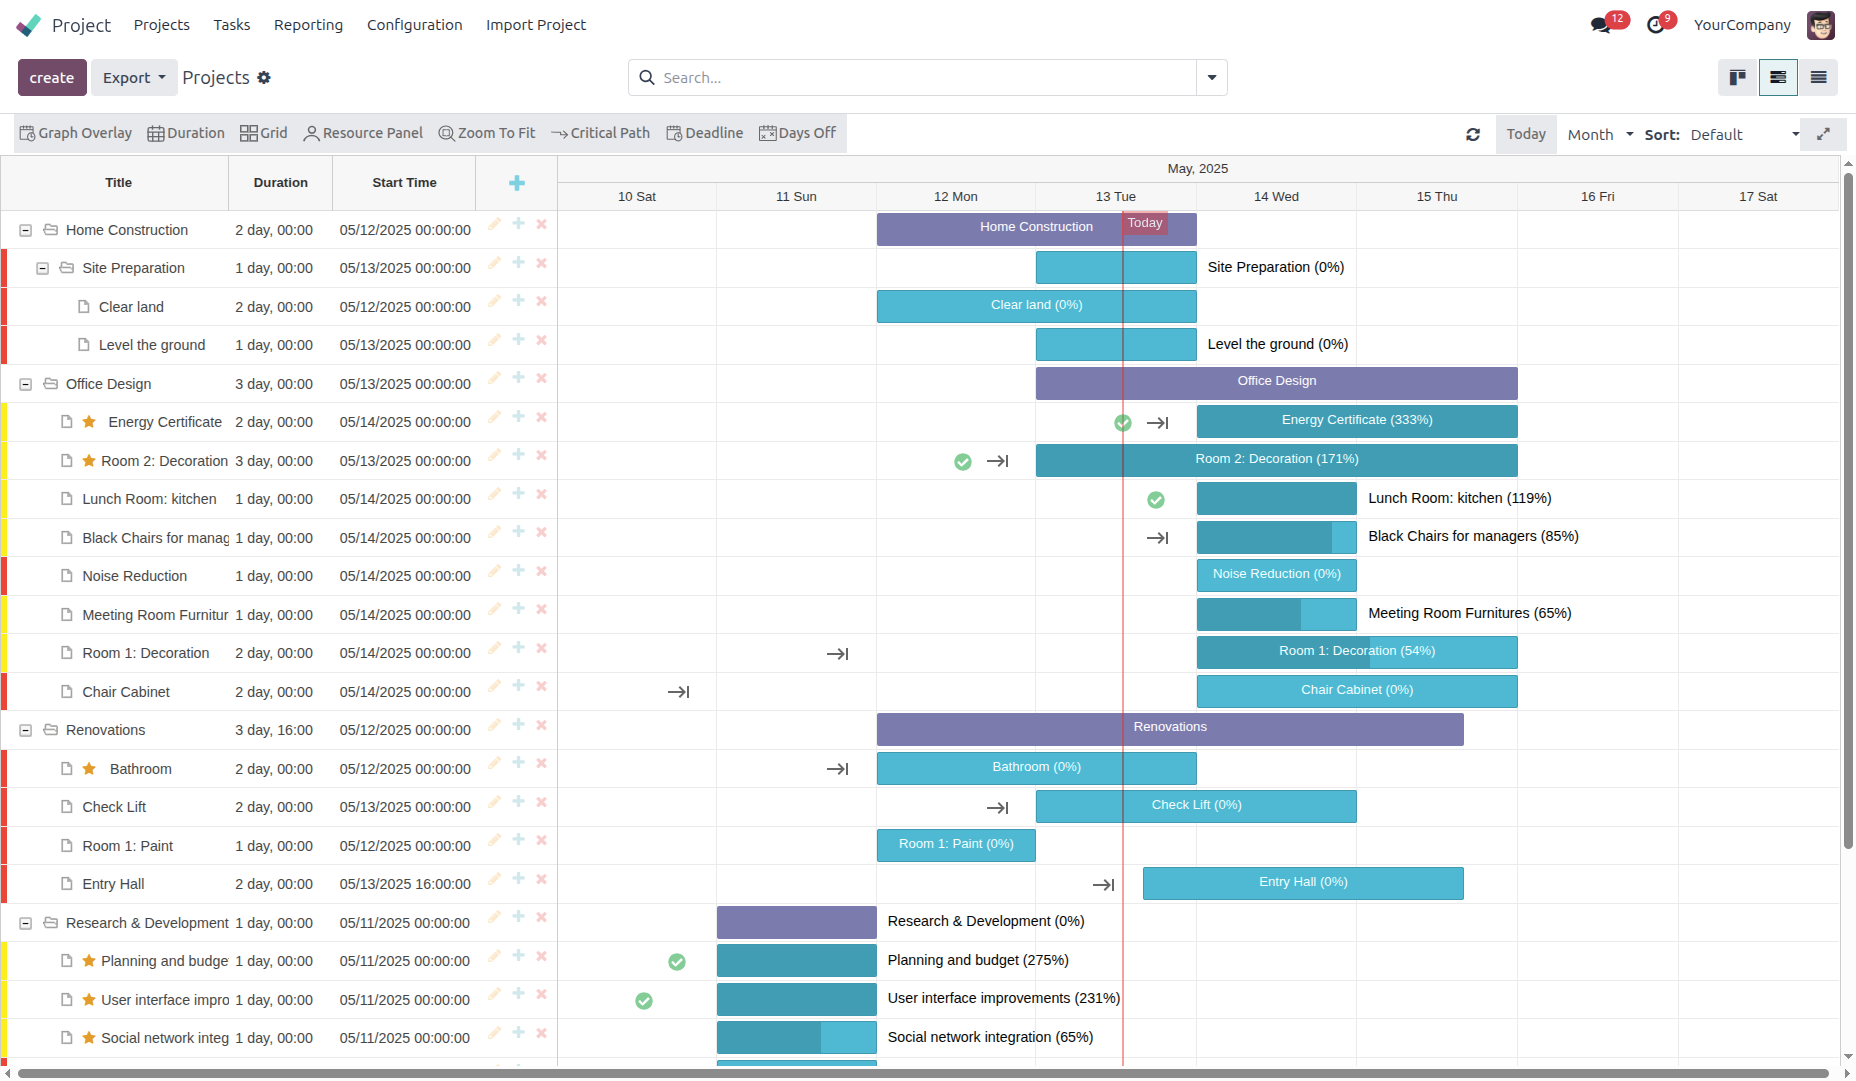 Project Projects Tasks Reporting Configuration Import Project 12 9 YourCompany
create Export Projects Search...
Graph Overlay Duration Grid Resource Panel Zoom To Fit Critical Path Deadline Days Off Today Month Sort: Default
Title Duration Start Time May, 2025
10 Sat 11 Sun 12 Mon 13 Tue 14 Wed 15 Thu 16 Fri 17 Sat
Home Construction 2 day, 00:00 05/12/2025 00:00:00 Home Construction Today
Site Preparation 1 day, 00:00 05/13/2025 00:00:00 Site Preparation (0%)
Clear land 2 day, 00:00 05/12/2025 00:00:00 Clear land (0%)
Level the ground 1 day, 00:00 05/13/2025 00:00:00 Level the ground (0%)
Office Design 3 day, 00:00 05/13/2025 00:00:00 Office Design
Energy Certificate 2 day, 00:00 05/14/2025 00:00:00 Energy Certificate (333%)
Room 2: Decoration 3 day, 00:00 05/13/2025 00:00:00 Room 2: Decoration (171%)
Lunch Room: kitchen 1 day, 00:00 05/14/2025 00:00:00 Lunch Room: kitchen (119%)
Black Chairs for manag 1 day, 00:00 05/14/2025 00:00:00 Black Chairs for managers (85%)
Noise Reduction 1 day, 00:00 05/14/2025 00:00:00 Noise Reduction (0%)
Meeting Room Furnitur 1 day, 00:00 05/14/2025 00:00:00 Meeting Room Furnitures (65%)
Room 1: Decoration 2 day, 00:00 05/14/2025 00:00:00 Room 1: Decoration (54%)
Chair Cabinet 2 day, 00:00 05/14/2025 00:00:00 Chair Cabinet (0%)
Renovations 3 day, 16:00 05/12/2025 00:00:00 Renovations
Bathroom 2 day, 00:00 05/12/2025 00:00:00 Bathroom (0%)
Check Lift 2 day, 00:00 05/13/2025 00:00:00 Check Lift (0%)
Room 1: Paint 1 day, 00:00 05/12/2025 00:00:00 Room 1: Paint (0%)
Entry Hall 2 day, 00:00 05/13/2025 16:00:00 Entry Hall (0%)
Research & Development 1 day, 00:00 05/11/2025 00:00:00 Research & Development (0%)
Planning and budge 1 day, 00:00 05/11/2025 00:00:00 Planning and budget (275%)
User interface impro 1 day, 00:00 05/11/2025 00:00:00 User interface improvements (231%)
Social network integ 1 day, 00:00 05/11/2025 00:00:00 Social network integration (65%)